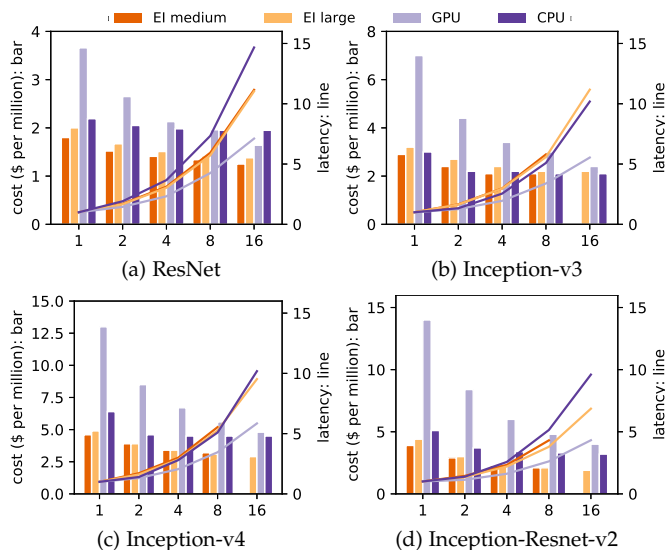 EI medium EI large GPU CPU
4 3 2 1 0
cost ($ per million): bar
15 10 5 0
latency: line
1 2 4 8 16
(a) ResNet
8 6 4 2 0
cost ($ per million): bar
15 10 5 0
latency: line
1 2 4 8 16
(b) Inception-v3
15.0 12.5 10.0 7.5 5.0 2.5 0.0
cost ($ per million): bar
15 10 5 0
latency: line
1 2 4 8 16
(c) Inception-v4
15 10 5 0
cost ($ per million): bar
15 10 5 0
latency: line
1 2 4 8 16
(d) Inception-Resnet-v2